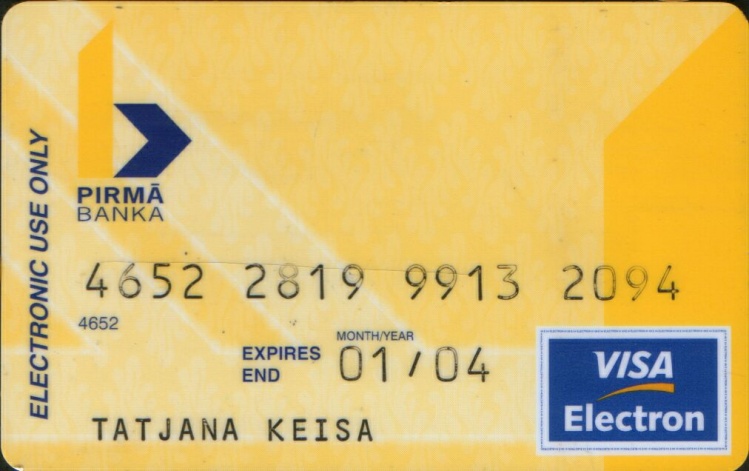 ELECTRONIC USE ONLY
PIRMĀ
BANKA
4652 2819 9913 2094
4652
MONTH/YEAR
EXPIRES END 01/04
TATJANA KEISA
VISA
Electron